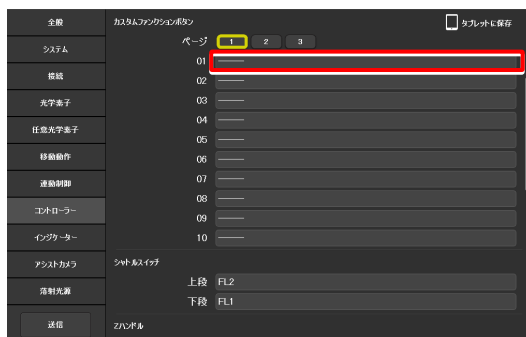 全般
システム
接続
光学素子
任意光学素子
移動動作
連動制御
コントローラー
インジケーター
アシストカメラ
落射光源
送信
カスタムファンクションボタン
タブレットに保存
ページ 1 2 3
01 ——
02 ——
03 ——
04 ——
05 ——
06 ——
07 ——
08 ——
09 ——
10 ——
シャトルスイッチ
上段 FL2
下段 FL1
Zハンドル